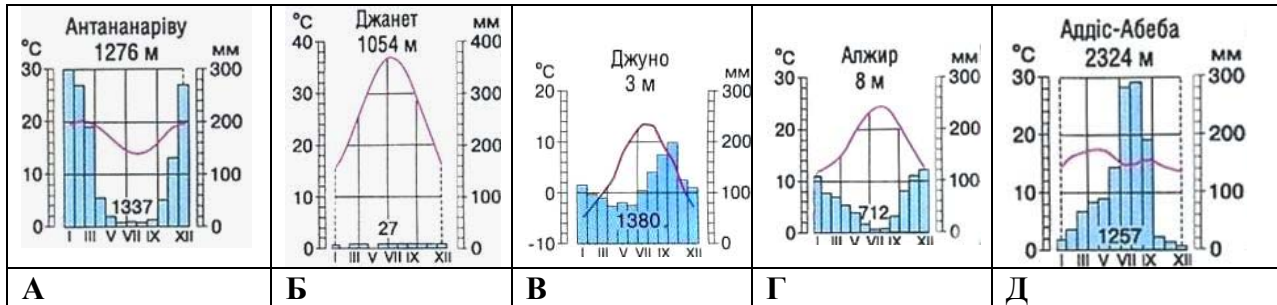 Антананаріву
1276 м
°C
мм
30
300
20
200
10
100
0
0
1337
I III V VII IX XII
Джанет
1054 м
°C
мм
40
400
30
300
20
200
10
100
0
0
27
I III V VII IX XII
Джуно
3 м
°C
мм
20
300
10
200
0
100
-10
0
1380
I III V VII IX XII
Алжир
8 м
°C
мм
30
300
20
200
10
100
0
0
712
I III V VII IX XII
Аддіс-Абеба
2324 м
°C
мм
30
300
20
200
10
100
0
0
1257
I III V VII IX XII
А Б В Г Д